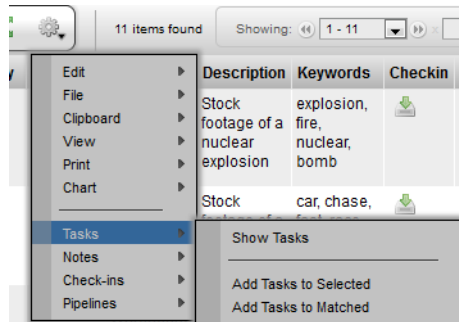 11 items found
Showing:
1 - 11
x
y
Description Keywords Checkin
Edit
File
Clipboard
View
Print
Chart
Tasks
Notes
Check-ins
Pipelines
Stock
footage of a
nuclear
explosion
explosion,
fire,
nuclear,
bomb
Stock
car, chase,
Show Tasks
Add Tasks to Selected
Add Tasks to Matched